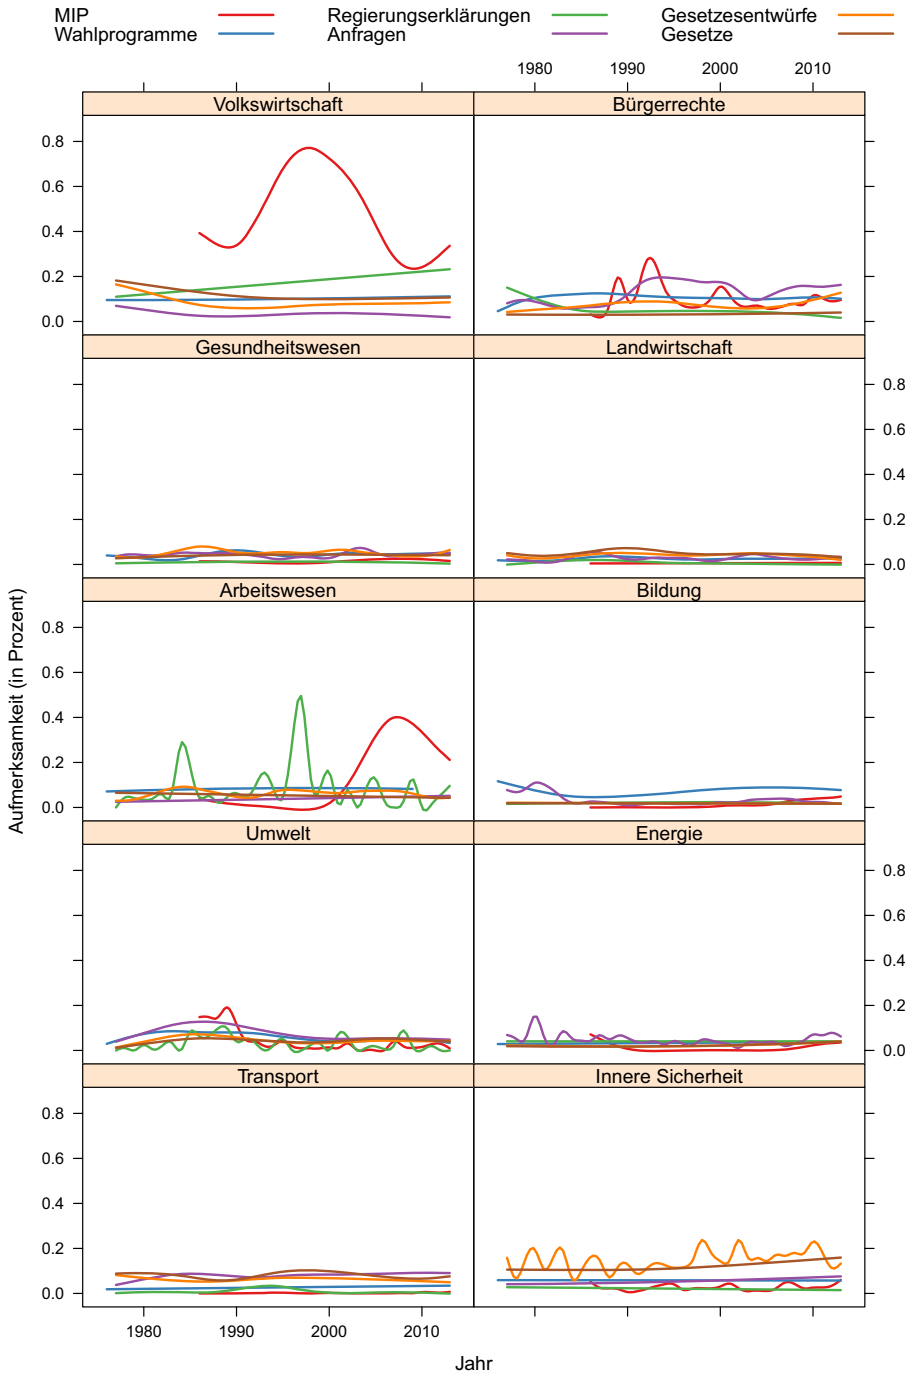 MIP Regierungserklärungen Gesetzesentwürfe
Wahlprogramme Anfragen Gesetze
1980 1990 2000 2010
Volkswirtschaft Bürgerrechte
0.8
0.6
0.4
0.2
0.0
Gesundheitswesen Landwirtschaft
0.8
0.6
0.4
0.2
0.0
Arbeitswesen Bildung
0.8
0.6
0.4
0.2
0.0
Umwelt Energie
0.8
0.6
0.4
0.2
0.0
Transport Innere Sicherheit
0.8
0.6
0.4
0.2
0.0
1980 1990 2000 2010
Aufmerksamkeit (in Prozent)
Jahr